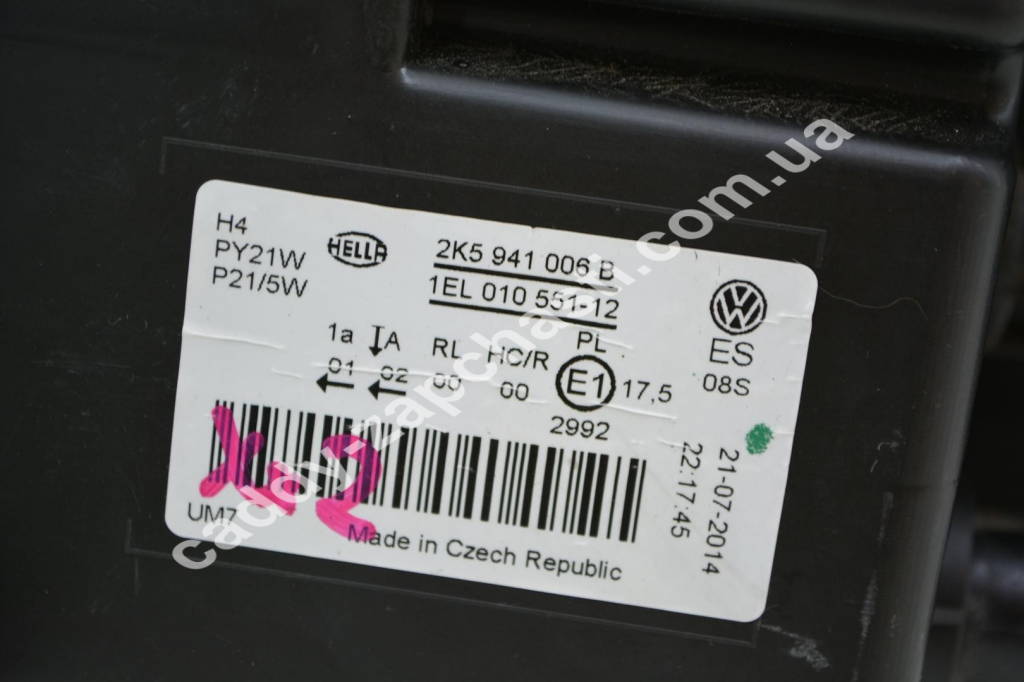 H4
PY21W
P21/5W
HELLA
2K5 941 006 B
1EL 010 551-12
ES
08S
1a A RL HC/R PL
01 02 00 00 E1 17,5
2992
21-07-2014
22:17:45
UM7
Made in Czech Republic
caddy-zapchasti.com.ua